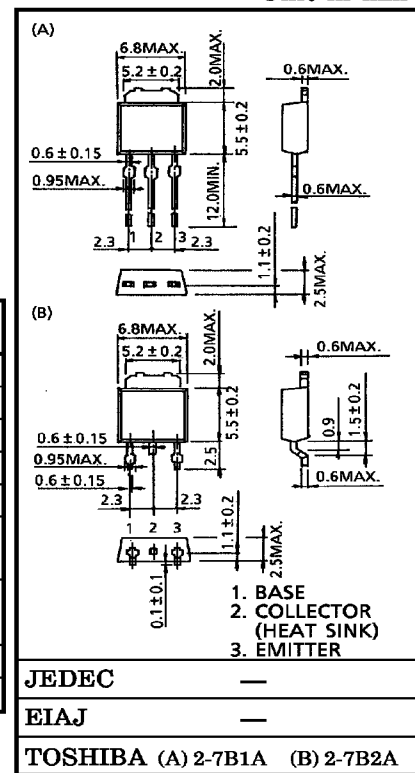 (A)
6.8MAX.
5.2±0.2
2.0MAX.
0.6MAX.
5.5±0.2
0.6±0.15
0.95MAX.
12.0MIN.
0.6MAX.
1 2 3
2.3 2.3
1.1±0.2
2.5MAX.
(B)
6.8MAX.
5.2±0.2
2.0MAX.
0.6MAX.
5.5±0.2
0.6±0.15
0.95MAX.
2.5
0.9
1.5±0.2
0.6±0.15
0.6MAX.
2.3 2.3
1 2 3
1.1±0.2
2.5MAX.
0.1±0.1
1. BASE
2. COLLECTOR
(HEAT SINK)
3. EMITTER
JEDEC —
EIAJ —
TOSHIBA (A) 2-7B1A (B) 2-7B2A